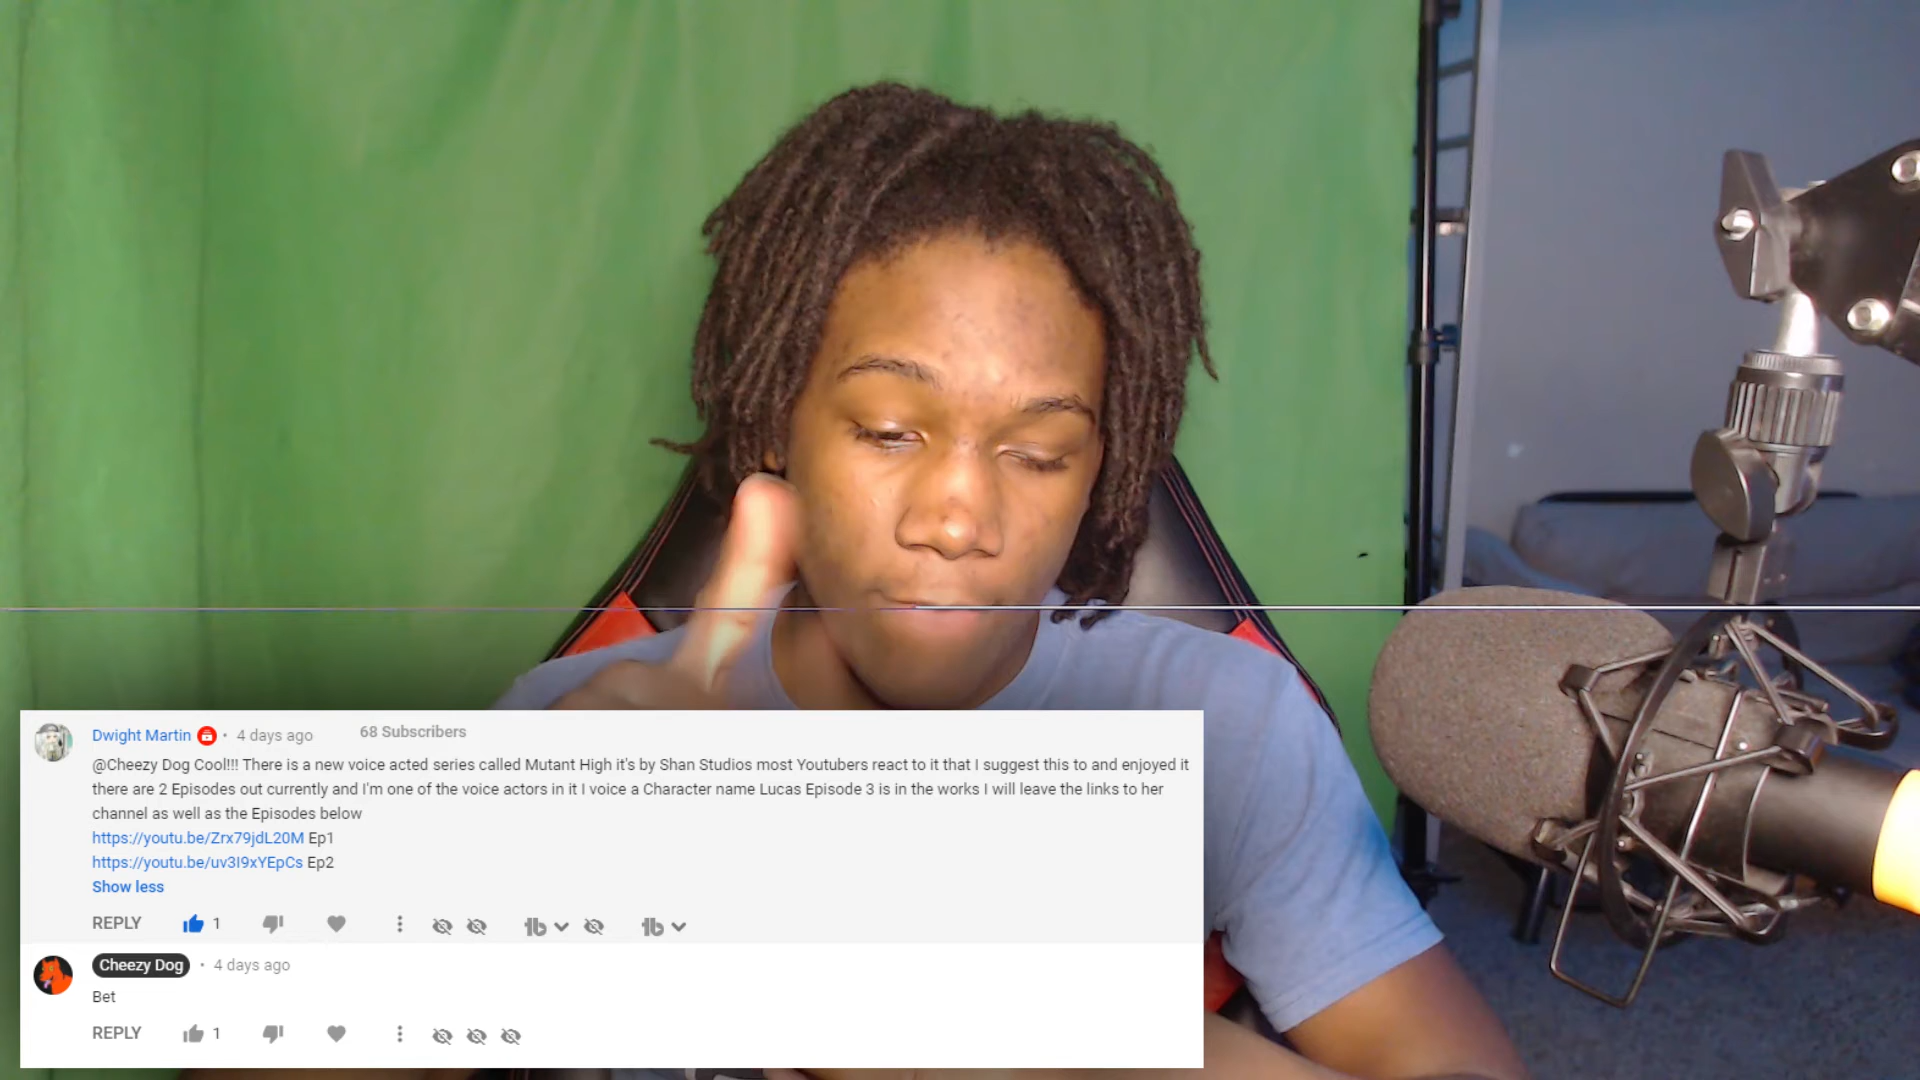 Dwight Martin • 4 days ago 68 Subscribers
@Cheezy Dog Cool!!! There is a new voice acted series called Mutant High it's by Shan Studios most Youtubers react to it that I suggest this to and enjoyed it
there are 2 Episodes out currently and I'm one of the voice actors in it I voice a Character name Lucas Episode 3 is in the works I will leave the links to her
channel as well as the Episodes below
https://youtu.be/Zrx79jdL20M Ep1
https://youtu.be/uv3I9xYEpCs Ep2
Show less
REPLY 1
Cheezy Dog • 4 days ago
Bet
REPLY 1